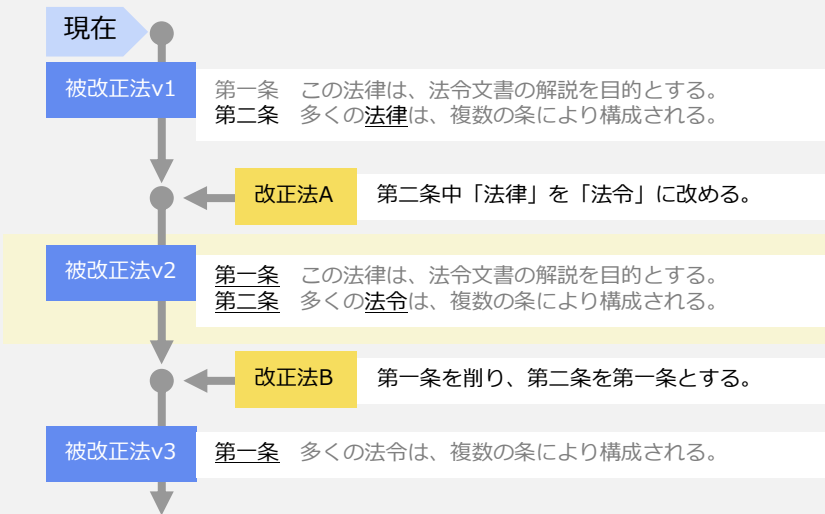 現在
被改正法v1
第一条　この法律は、法令文書の解説を目的とする。
第二条　多くの法律は、複数の条により構成される。
改正法A
第二条中「法律」を「法令」に改める。
被改正法v2
第一条　この法律は、法令文書の解説を目的とする。
第二条　多くの法令は、複数の条により構成される。
改正法B
第一条を削り、第二条を第一条とする。
被改正法v3
第一条　多くの法令は、複数の条により構成される。